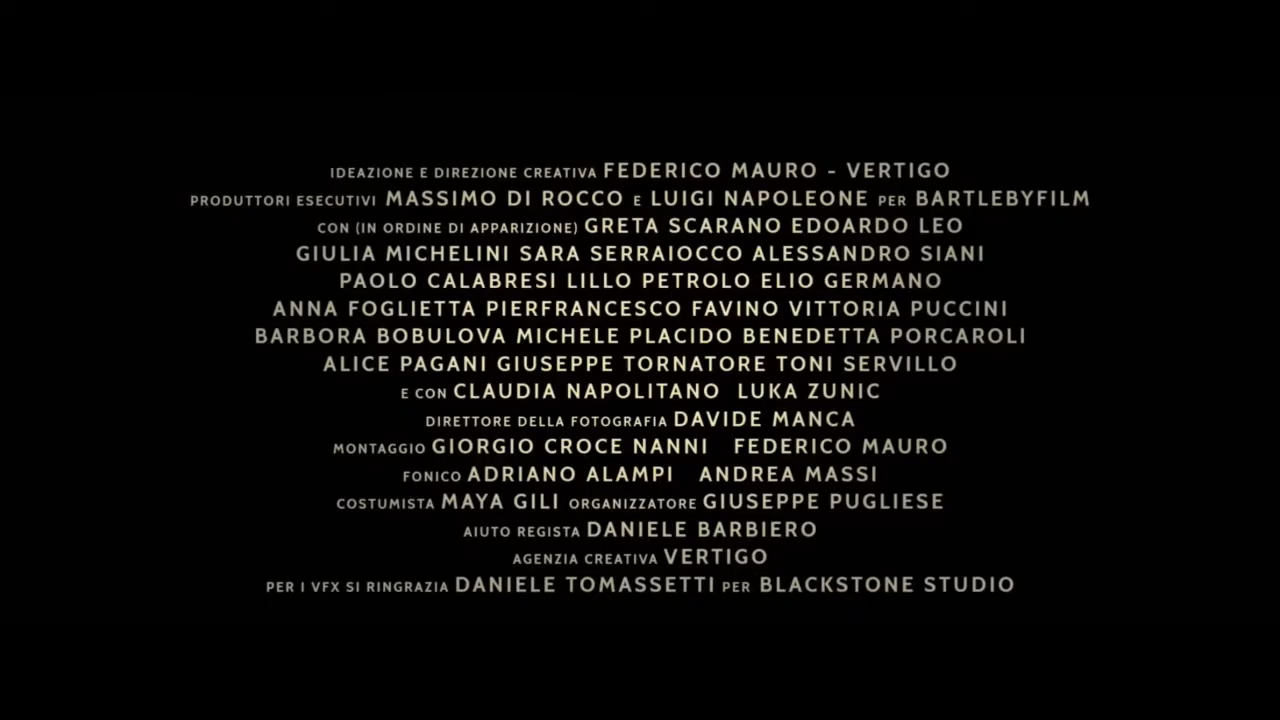 IDEAZIONE E DIREZIONE CREATIVA FEDERICO MAURO - VERTIGO
PRODUTTORI ESECUTIVI MASSIMO DI ROCCO E LUIGI NAPOLEONE PER BARTLEBYFILM
CON (IN ORDINE DI APPARIZIONE) GRETA SCARANO EDOARDO LEO
GIULIA MICHELINI SARA SERRAIOCCO ALESSANDRO SIANI
PAOLO CALABRESI LILLO PETROLO ELIO GERMANO
ANNA FOGLIETTA PIERFRANCESCO FAVINO VITTORIA PUCCINI
BARBORA BOBULOVA MICHELE PLACIDO BENEDETTA PORCAROLI
ALICE PAGANI GIUSEPPE TORNATORE TONI SERVILLO
E CON CLAUDIA NAPOLITANO LUKA ZUNIC
DIRETTORE DELLA FOTOGRAFIA DAVIDE MANCA
MONTAGGIO GIORGIO CROCE NANNI FEDERICO MAURO
FONICO ADRIANO ALAMPI ANDREA MASSI
COSTUMISTA MAYA GILI ORGANIZZATORE GIUSEPPE PUGLIESE
AIUTO REGISTA DANIELE BARBIERO
AGENZIA CREATIVA VERTIGO
PER I VFX SI RINGRAZIA DANIELE TOMASSETTI PER BLACKSTONE STUDIO